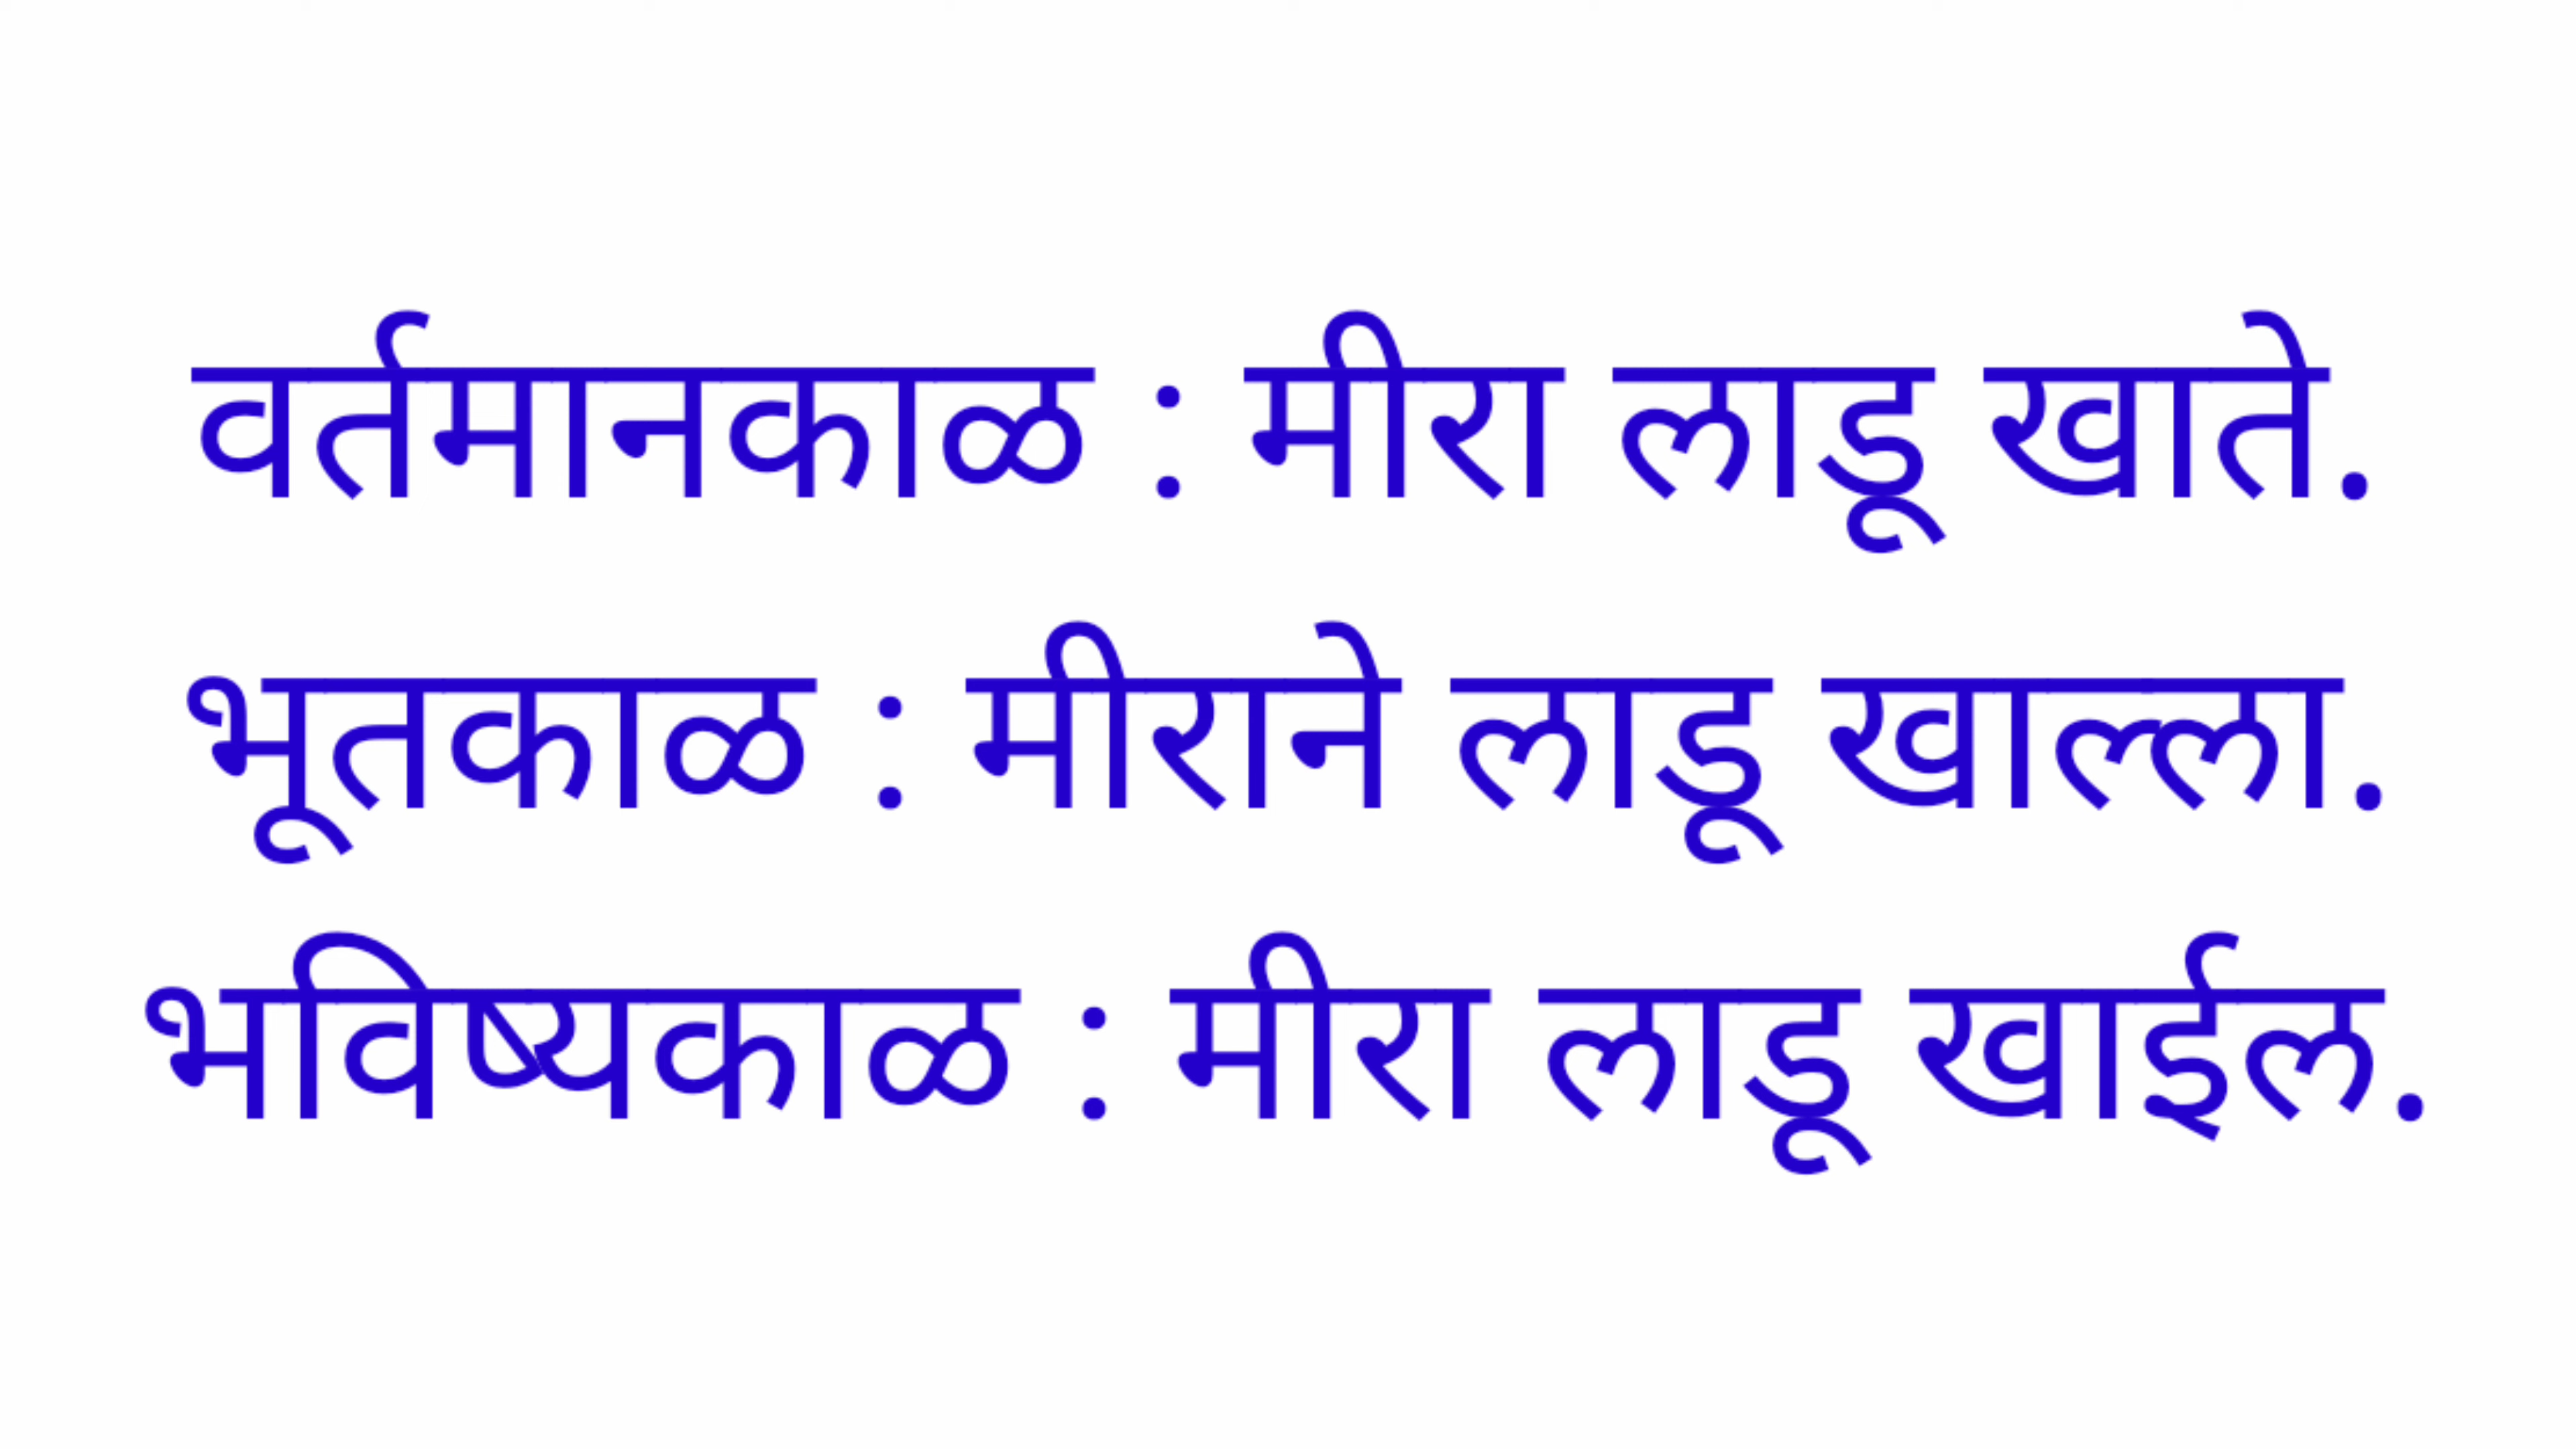 वर्तमानकाळ : मीरा लाडू खाते.
भूतकाळ : मीराने लाडू खाल्ला.
भविष्यकाळ : मीरा लाडू खाईल.